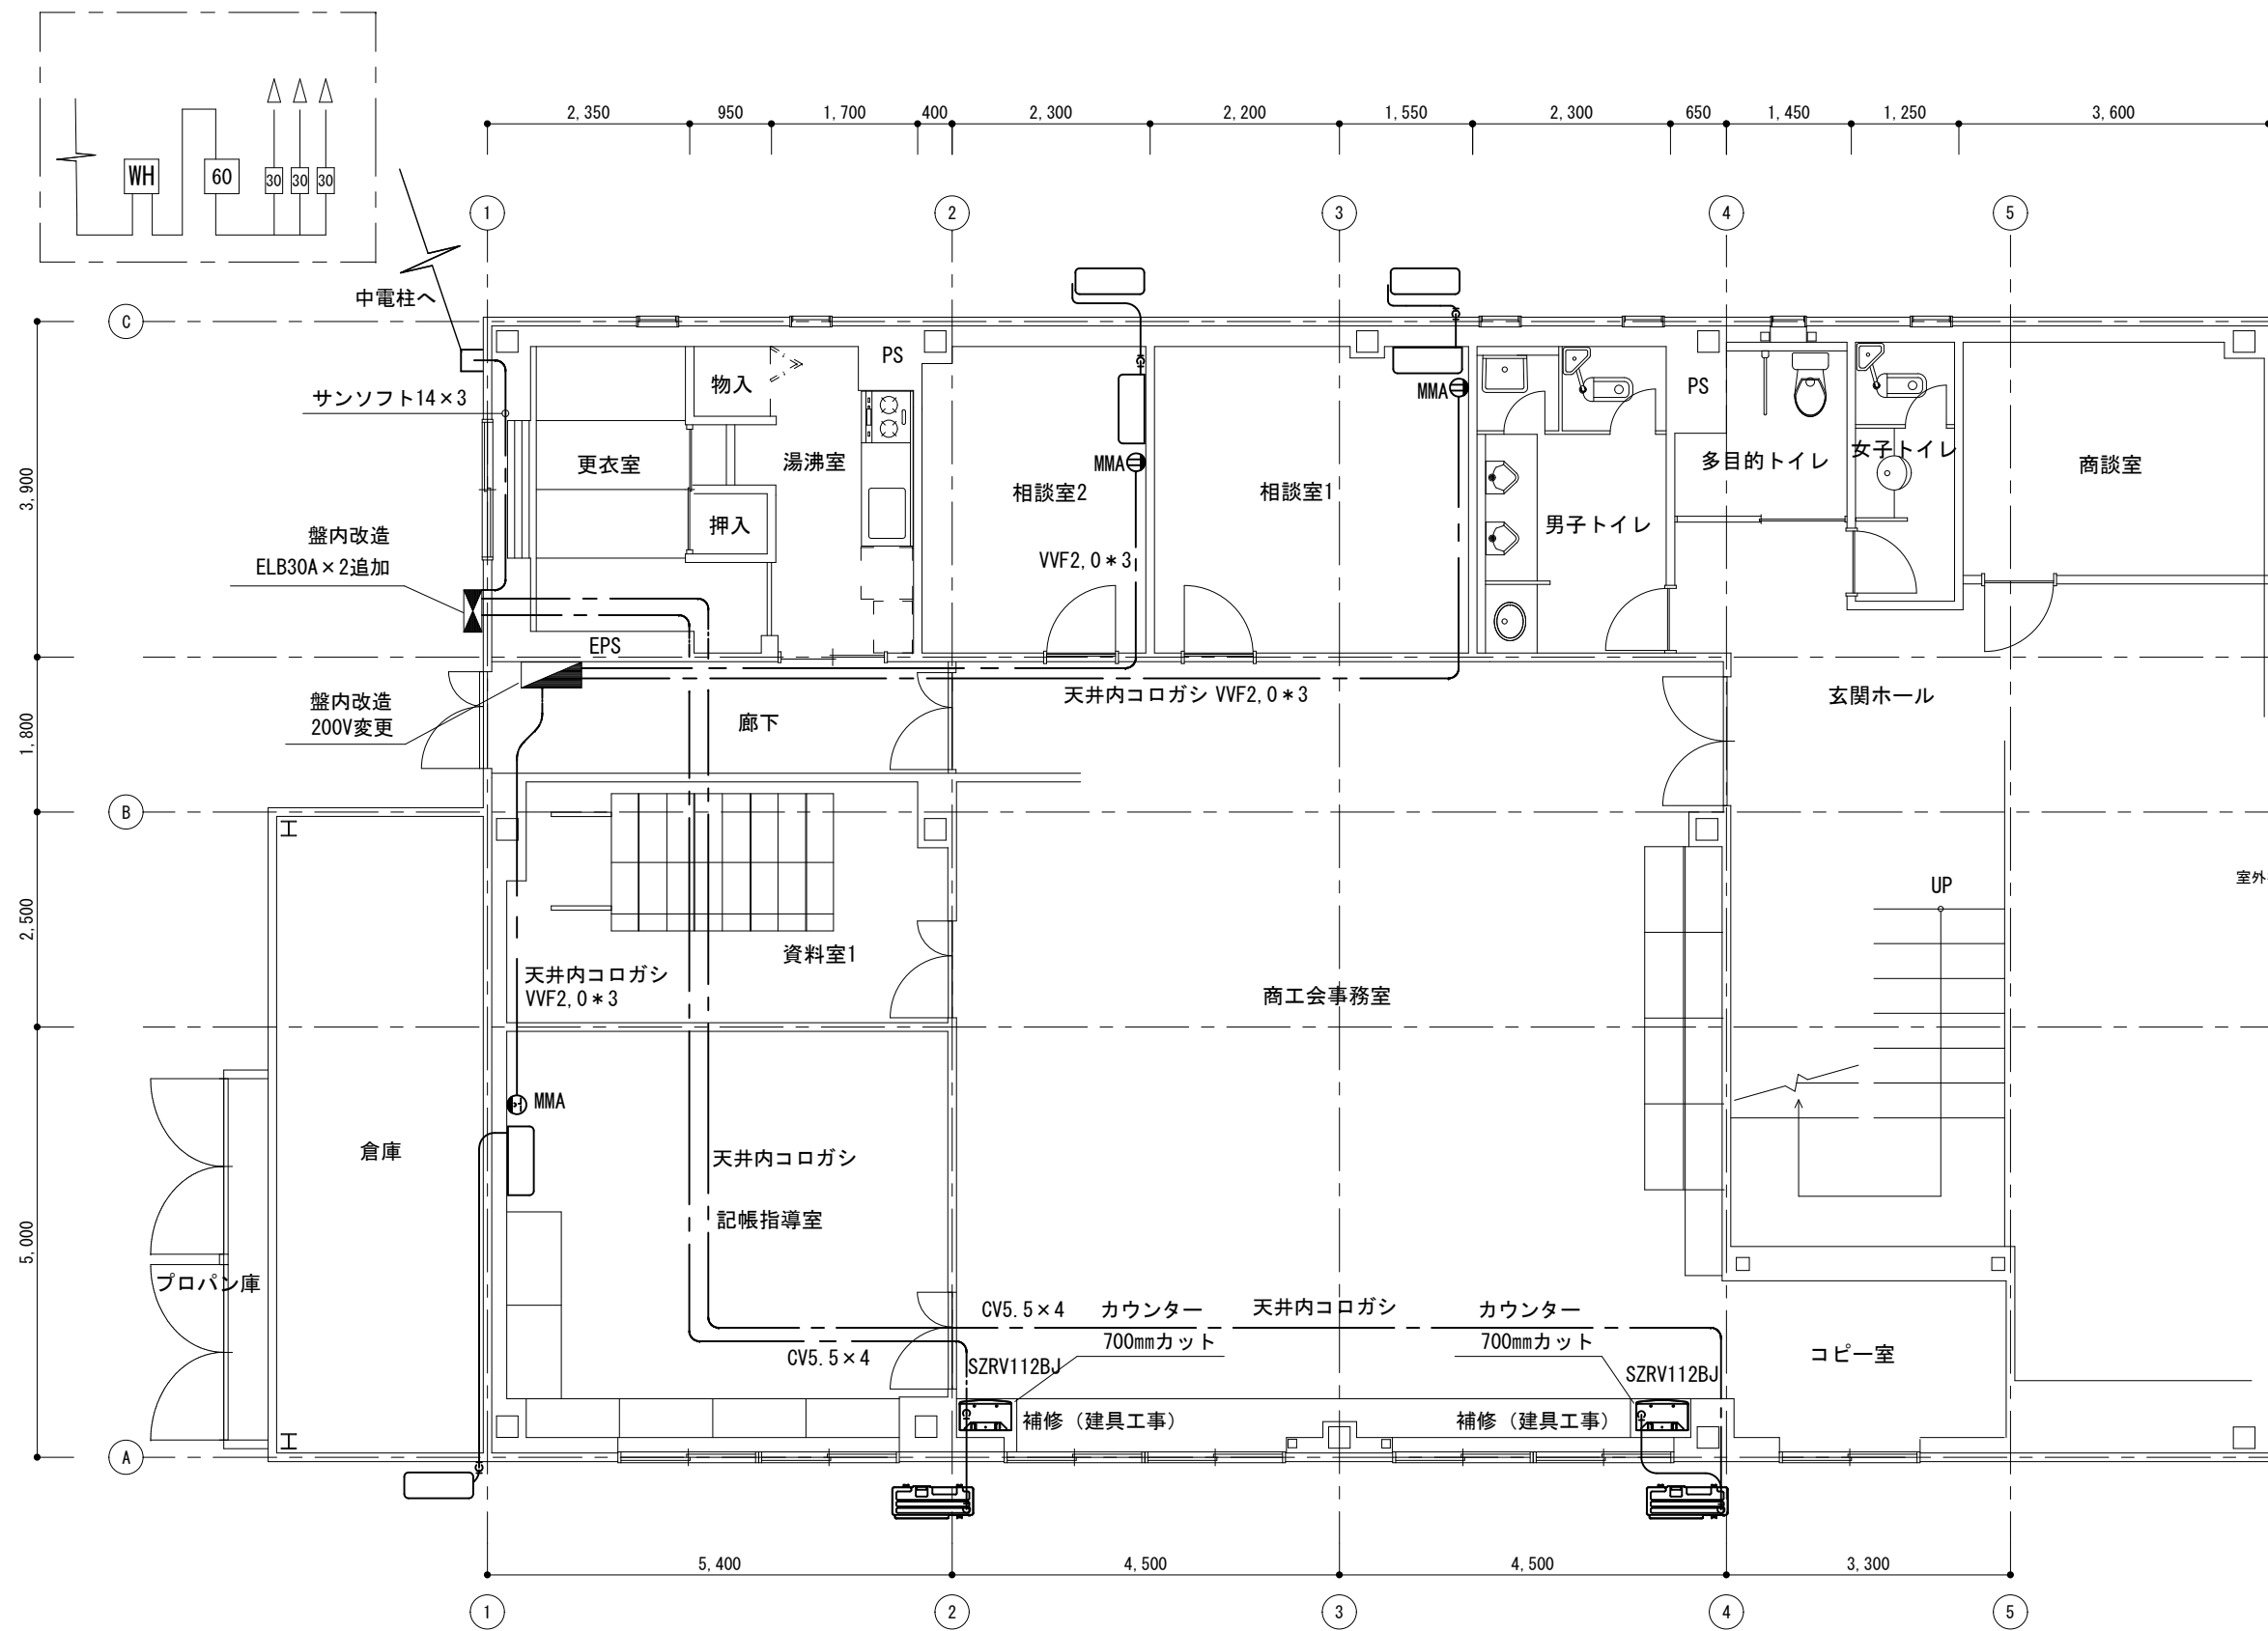 WH
60
30
30
30
2,350
950
1,700
400
2,300
2,200
1,550
2,300
650
1,450
1,250
3,600
1
2
3
4
5
中電柱へ
C
サンソフト14×3
物入
PS
MMA
PS
更衣室
湯沸室
MMA
相談室2
相談室1
多目的トイレ
女子トイレ
商談室
3,900
押入
男子トイレ
盤内改造
ELB30A×2追加
VVF2,0*3
EPS
盤内改造
200V変更
天井内コロガシ VVF2,0*3
玄関ホール
廊下
1,800
B
UP
室外
2,500
資料室1
天井内コロガシ
VVF2,0*3
商工会事務室
MMA
倉庫
天井内コロガシ
記帳指導室
5,000
プロパン庫
CV5.5×4
カウンター
700mmカット
天井内コロガシ
カウンター
700mmカット
CV5.5×4
SZRV112BJ
SZRV112BJ
コピー室
補修（建具工事）
補修（建具工事）
A
5,400
4,500
4,500
3,300
1
2
3
4
5